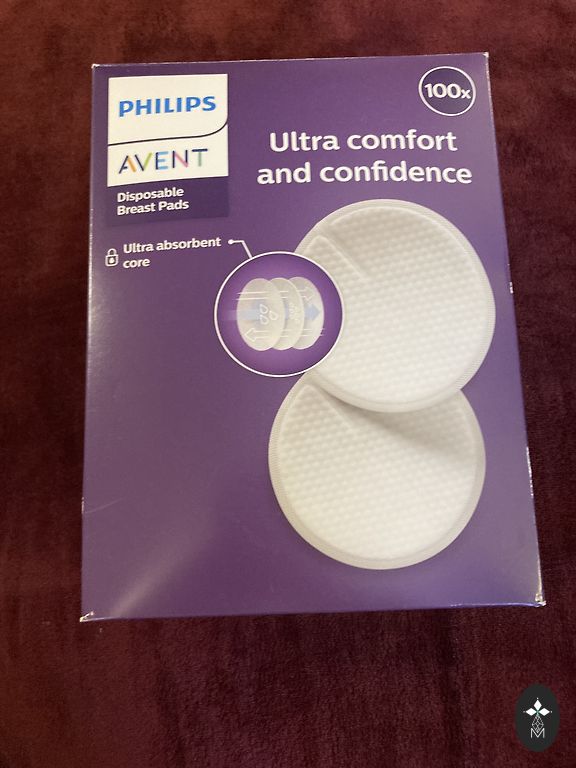 PHILIPS
AVENT
Disposable
Breast Pads
100x
Ultra comfort
and confidence
Ultra absorbent
core
M